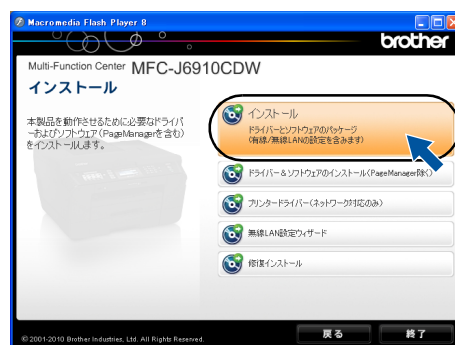 Macromedia Flash Player 8
brother
Multi-Function Center MFC-J6910CDW
インストール
本製品を動作させるために必要なドライバ
ーおよびソフトウェア(PageManagerを含む)
をインストールします。
インストール
ドライバーとソフトウェアのパッケージ
(有線/無線LANの設定を含みます)
ドライバー&ソフトウェアのインストール(PageManager除く)
プリンタードライバー(ネットワーク対応のみ)
無線LAN設定ウィザード
修復インストール
© 2001-2010 Brother Industries, Ltd. All Rights Reserved.
戻る
終了